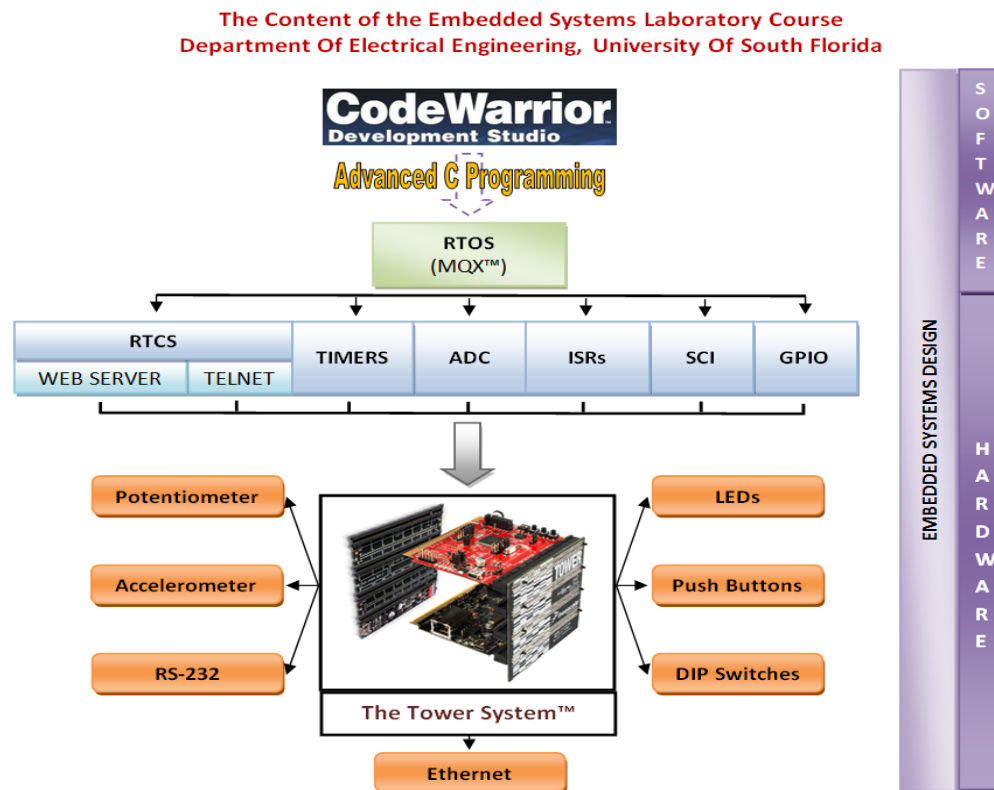 The Content of the Embedded Systems Laboratory Course
Department Of Electrical Engineering, University Of South Florida
CodeWarrior
Development Studio
Advanced C Programming
RTOS
(MQX™)
RTCS
WEB SERVER
TELNET
TIMERS
ADC
ISRs
SCI
GPIO
Potentiometer
Accelerometer
RS-232
TOWER
LEDs
Push Buttons
DIP Switches
The Tower System™
Ethernet
EMBEDDED SYSTEMS DESIGN
SOFTWARE
HARDWARE